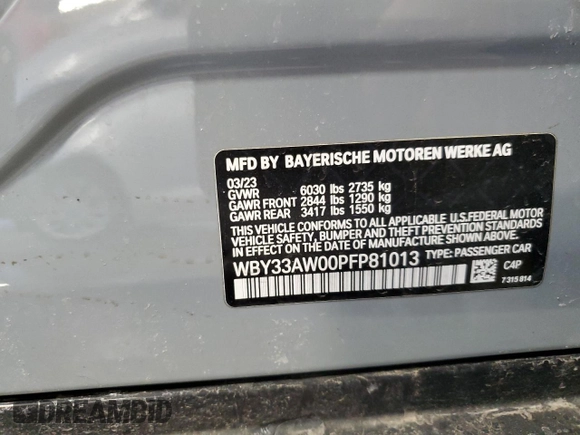 MFD BY BAYERISCHE MOTOREN WERKE AG
03/23
GVWR 6030 lbs 2735 kg
GAWR FRONT 2844 lbs 1290 kg
GAWR REAR 3417 lbs 1550 kg
THIS VEHICLE CONFORMS TO ALL APPLICABLE U.S. FEDERAL MOTOR
VEHICLE SAFETY, BUMPER AND THEFT PREVENTION STANDARDS
IN EFFECT ON THE DATE OF MANUFACTURE SHOWN ABOVE.
WBY33AW00PFP81013 TYPE: PASSENGER CAR
C4P
7 315 814
DREAMBID